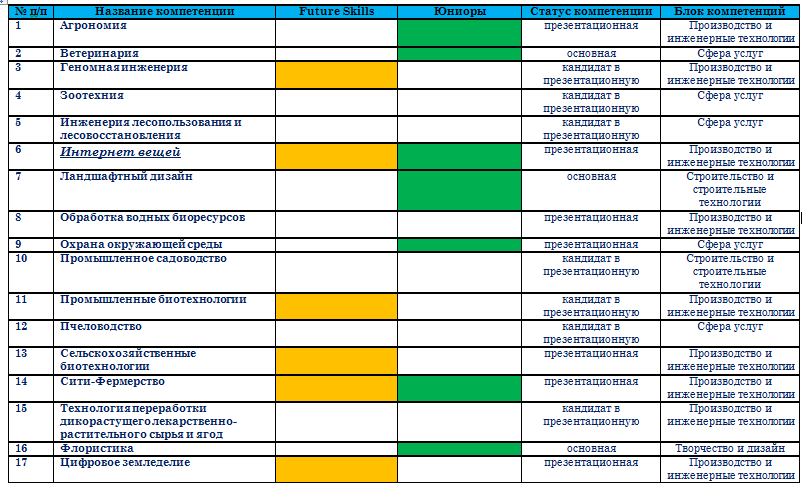 № п/п Название компетенции Future Skills Юниоры Статус компетенции Блок компетенций
1 Агрономия презентационная Производство и
инженерные технологии
2 Ветеринария основная Сфера услуг
3 Геномная инженерия кандидат в Производство и
презентационную инженерные технологии
4 Зоотехния кандидат в Сфера услуг
презентационную
5 Инженерия лесопользования и кандидат в Сфера услуг
лесовосстановления презентационную
6 Интернет вещей презентационная Производство и
инженерные технологии
7 Ландшафтный дизайн основная Строительство и
строительные
технологии
8 Обработка водных биоресурсов презентационная Производство и
инженерные технологии
9 Охрана окружающей среды презентационная Сфера услуг
10 Промышленное садоводство кандидат в Строительство и
презентационную строительные
технологии
11 Промышленные биотехнологии кандидат в Производство и
презентационную инженерные технологии
12 Пчеловодство кандидат в Сфера услуг
презентационную
13 Сельскохозяйственные презентационная Производство и
биотехнологии инженерные технологии
14 Сити-Фермерство презентационная Производство и
инженерные технологии
15 Технология переработки кандидат в Производство и
дикорастущего лекарственно- презентационную инженерные технологии
растительного сырья и ягод
16 Флористика основная Творчество и дизайн
17 Цифровое земледелие презентационная Производство и
инженерные технологии